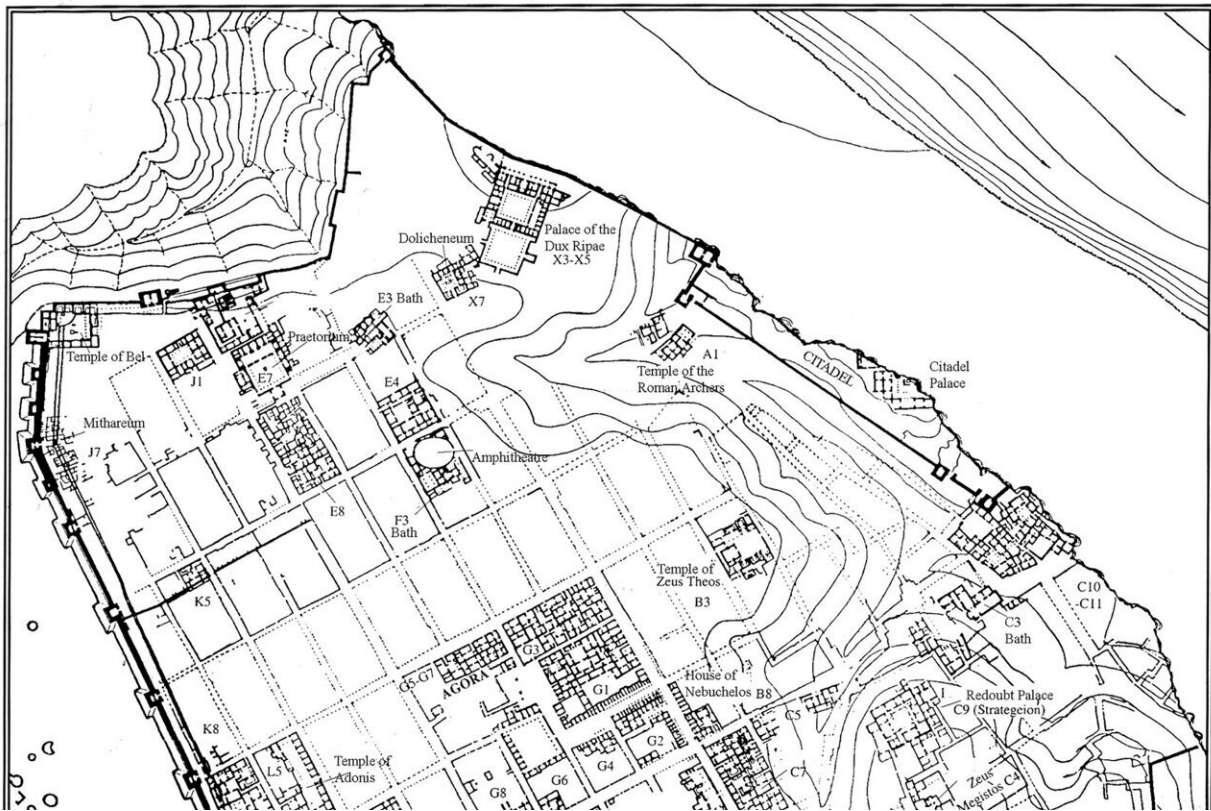 Palace of the
Dux Ripae
X3-X5
Dolicheneum
X7
E3 Bath
Praetorium
Temple of Bel
J1
E7
E4
A1
Temple of the
Roman Archers
CITADEL
Citadel
Palace
Mithareum
J7
Amphitheatre
E8
F3
Bath
K5
Temple of
Zeus Theos
B3
C10
-C11
C3
Bath
G3
G5-G7
AGORA
G1
House of
Nebuchelos
B8
C5
I
Redoubt Palace
C9 (Strategeion)
K8
L5
Temple of
Adonis
G8
G6
G4
G2
C7
Zeus
Megistos C4